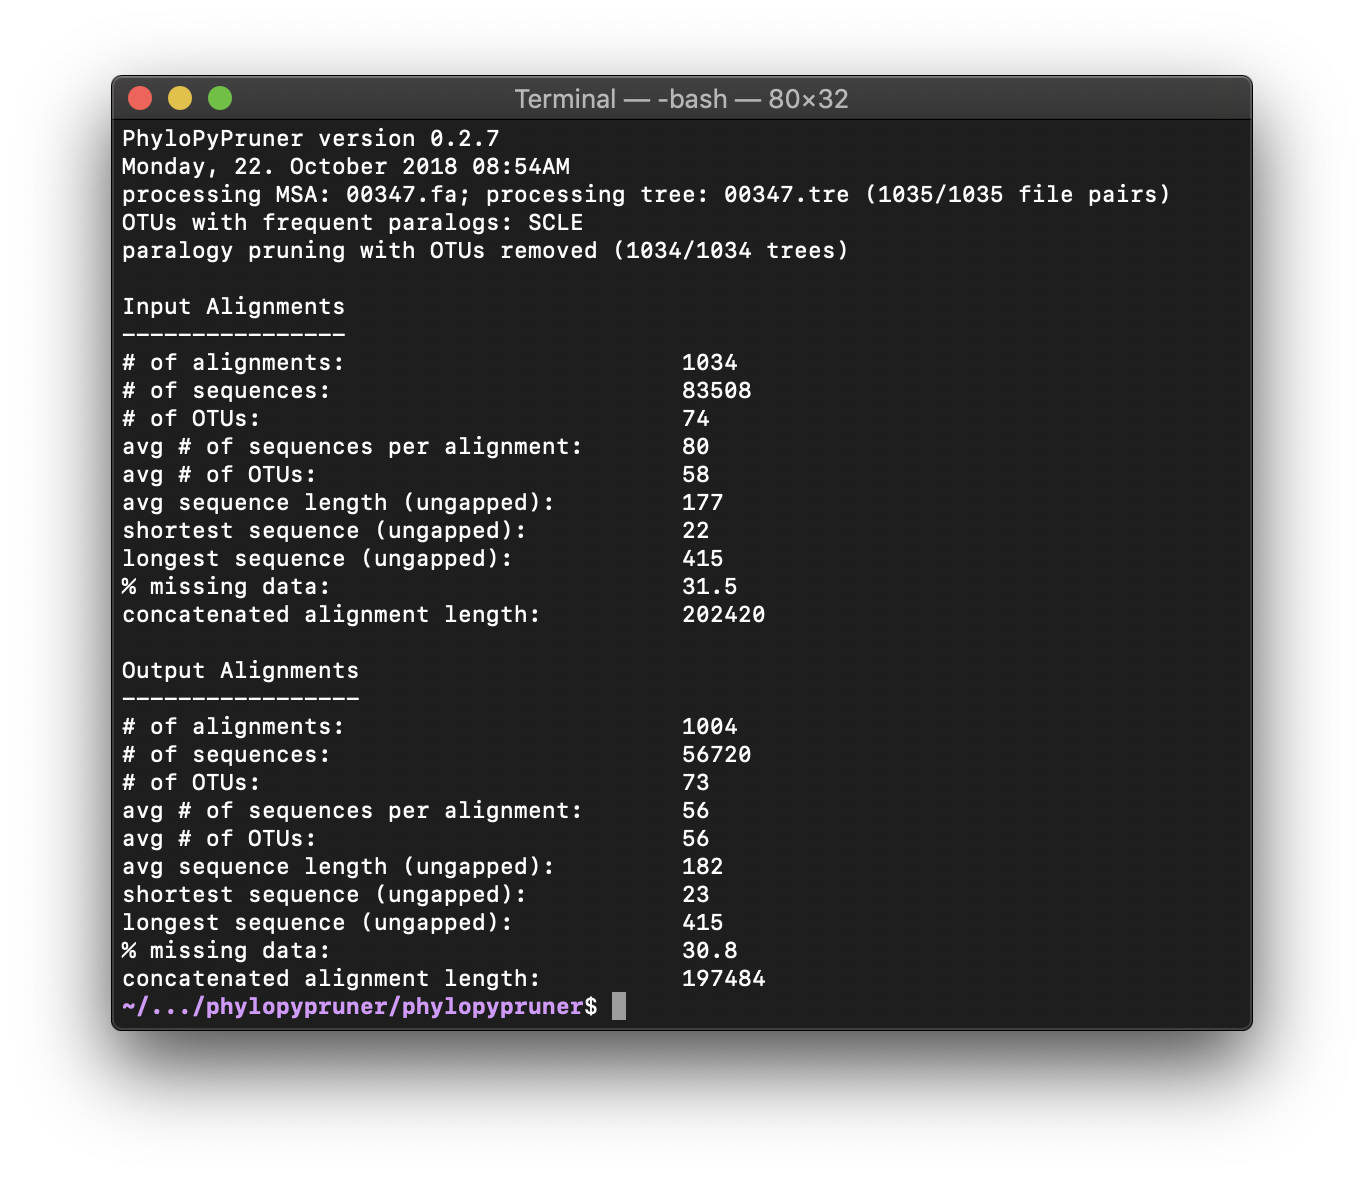 Terminal — -bash — 80×32
PhyloPyPruner version 0.2.7
Monday, 22. October 2018 08:54AM
processing MSA: 00347.fa; processing tree: 00347.tre (1035/1035 file pairs)
OTUs with frequent paralogs: SCLE
paralogy pruning with OTUs removed (1034/1034 trees)
Input Alignments
----------------
# of alignments: 1034
# of sequences: 83508
# of OTUs: 74
avg # of sequences per alignment: 80
avg # of OTUs: 58
avg sequence length (ungapped): 177
shortest sequence (ungapped): 22
longest sequence (ungapped): 415
% missing data: 31.5
concatenated alignment length: 202420
Output Alignments
-----------------
# of alignments: 1004
# of sequences: 56720
# of OTUs: 73
avg # of sequences per alignment: 56
avg # of OTUs: 56
avg sequence length (ungapped): 182
shortest sequence (ungapped): 23
longest sequence (ungapped): 415
% missing data: 30.8
concatenated alignment length: 197484
~/.../phylopypruner/phylopypruner$